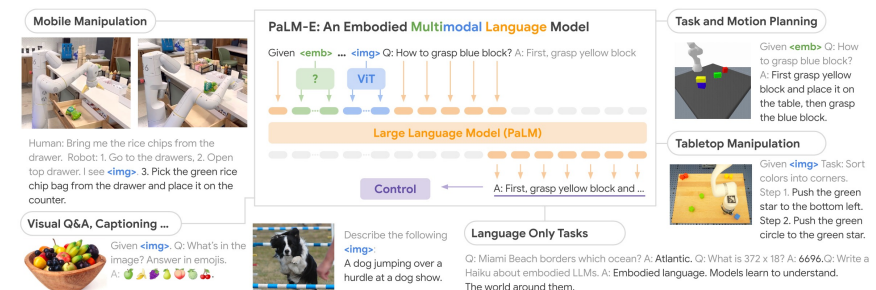 Mobile Manipulation
Human: Bring me the rice chips from the
drawer. Robot: 1. Go to the drawers, 2. Open
top drawer. I see <img>. 3. Pick the green rice
chip bag from the drawer and place it on the
counter.
Visual Q&A, Captioning ...
Given <img>. Q: What's in the
image? Answer in emojis.
A: 🍏🍌🍇🍐🍑🍈🍒.
PaLM-E: An Embodied Multimodal Language Model
Given <emb> ... <img> Q: How to grasp blue block? A: First, grasp yellow block
?
ViT
Large Language Model (PaLM)
Control
A: First, grasp yellow block and ...
Describe the following
<img>:
A dog jumping over a
hurdle at a dog show.
Language Only Tasks
Q: Miami Beach borders which ocean? A: Atlantic. Q: What is 372 x 18? A: 6696.Q: Write a
Haiku about embodied LLMs. A: Embodied language. Models learn to understand.
The world around them.
Task and Motion Planning
Given <emb> Q: How
to grasp blue block?
A: First grasp yellow
block and place it on
the table, then grasp
the blue block.
Tabletop Manipulation
Given <img> Task: Sort
colors into corners.
Step 1. Push the green
star to the bottom left.
Step 2. Push the green
circle to the green star.